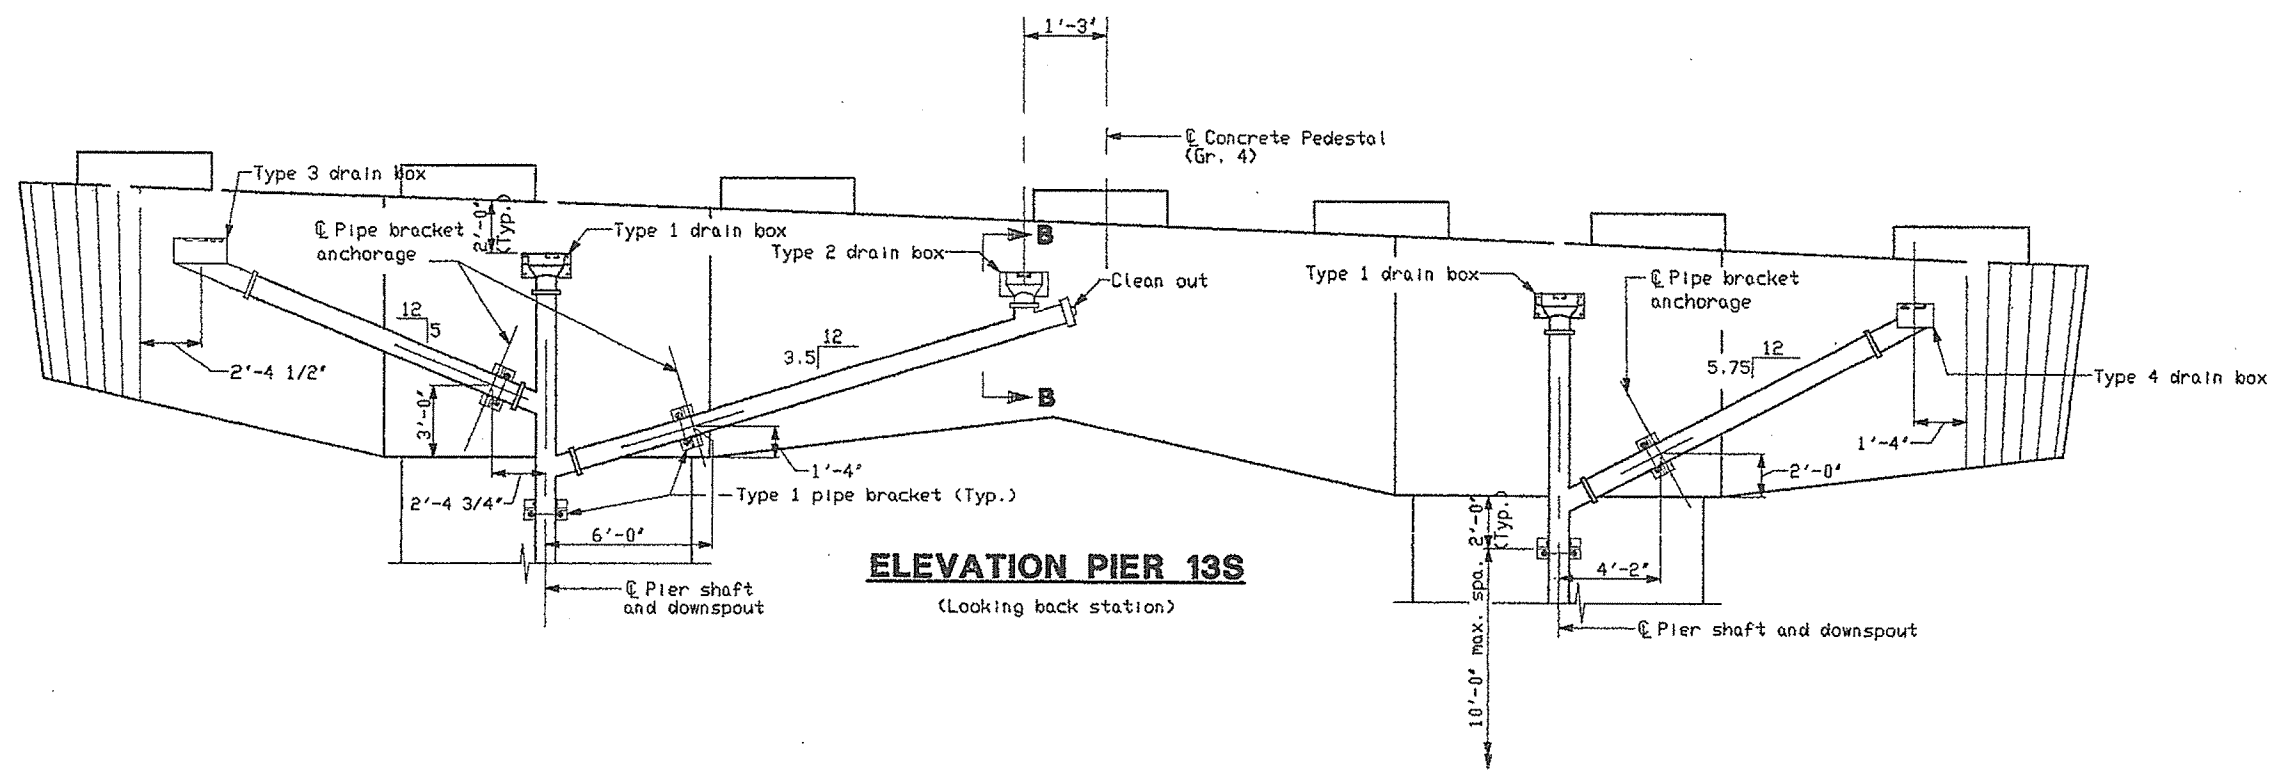 1'-3"
℄ Concrete Pedestal
(Gr. 4)
Type 3 drain box
2'-0"
(Typ.)
℄ Pipe bracket
anchorage
Type 1 drain box
Type 2 drain box
B
Clean out
Type 1 drain box
℄ Pipe bracket
anchorage
12
5
12
3.5
12
5.75
2'-4 1/2"
Type 4 drain box
B
3'-0"
1'-4"
1'-4"
2'-0"
2'-4 3/4"
Type 1 pipe bracket (Typ.)
6'-0"
2'-0"
(Typ.)
4'-2"
ELEVATION PIER 13S
(Looking back station)
℄ Pier shaft
and downspout
℄ Pier shaft and downspout
10'-0" max. spa.